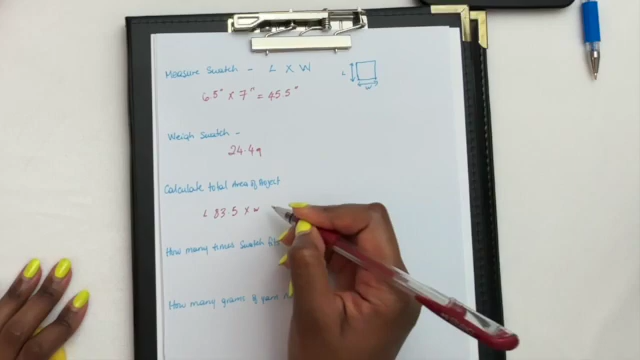 Measure Swatch - L X W
L
W
6.5" X 7" = 45.5"
Weigh Swatch -
24.4g
Calculate Total Area of Project
L 83.5 X W
How many times Swatch fits
How many grams of yarn